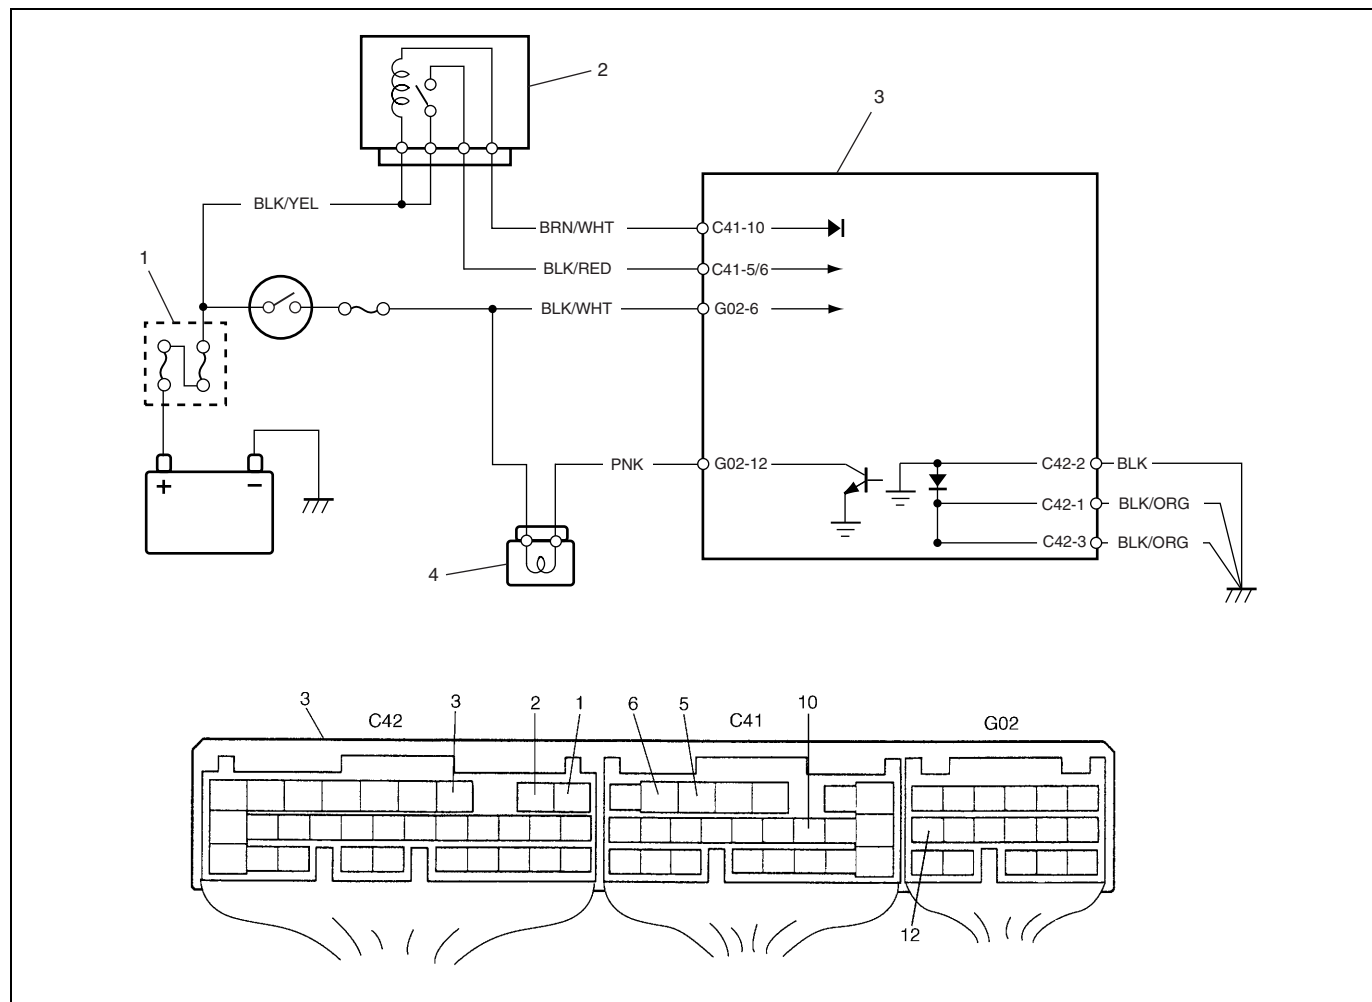 2
3
BLK/YEL
BRN/WHT C41-10
1
BLK/RED C41-5/6
BLK/WHT G02-6
PNK G02-12
C42-2 BLK
+ −
C42-1 BLK/ORG
C42-3 BLK/ORG
4
3 C42 3 2 1 6 5 C41 10 G02
12